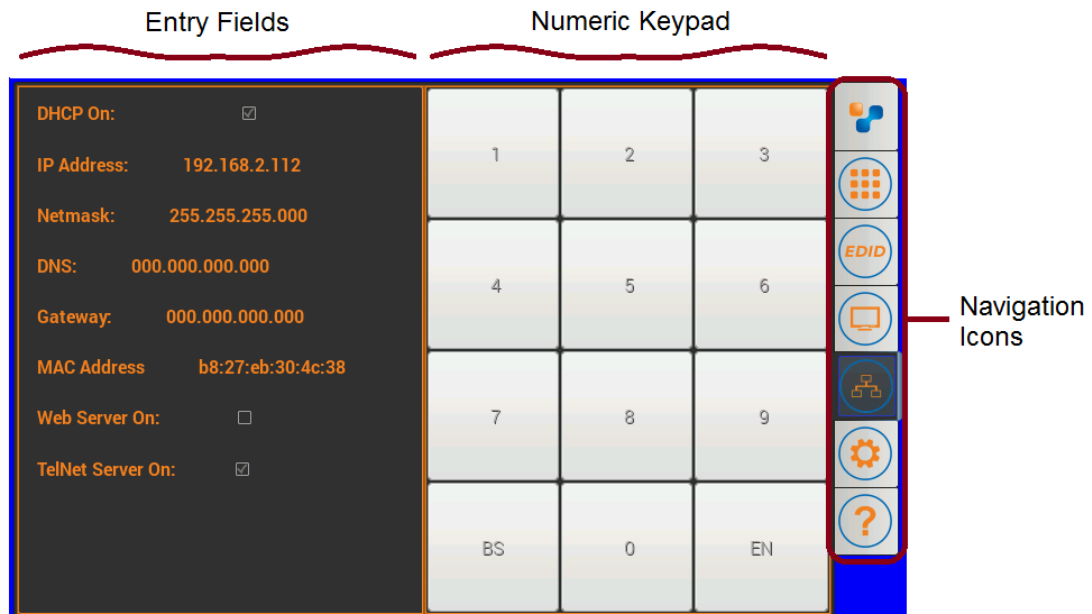 Entry Fields
Numeric Keypad
DHCP On:
IP Address: 192.168.2.112
Netmask: 255.255.255.000
DNS: 000.000.000.000
Gateway: 000.000.000.000
MAC Address b8:27:eb:30:4c:38
Web Server On:
TelNet Server On:
1 2 3
4 5 6
7 8 9
BS 0 EN
EDID
?
Navigation
Icons